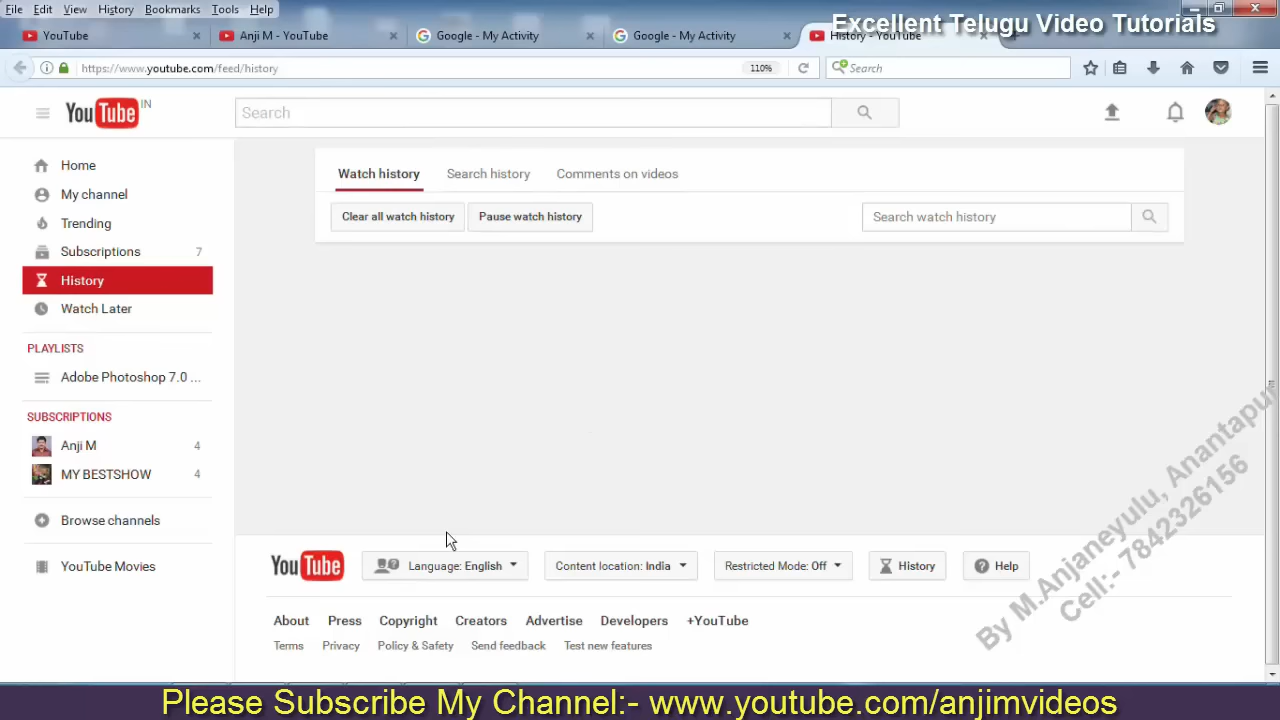 File Edit View History Bookmarks Tools Help
Excellent Telugu Video Tutorials
YouTube
Anji M - YouTube
Google - My Activity
Google - My Activity
History - YouTube
https://www.youtube.com/feed/history
110%
Search
YouTube IN
Search
Home
My channel
Trending
Subscriptions 7
History
Watch Later
PLAYLISTS
Adobe Photoshop 7.0 ...
SUBSCRIPTIONS
Anji M 4
MY BESTSHOW 4
Browse channels
YouTube Movies
Watch history Search history Comments on videos
Clear all watch history Pause watch history Search watch history
YouTube Language: English Content location: India Restricted Mode: Off History Help
About Press Copyright Creators Advertise Developers +YouTube
Terms Privacy Policy & Safety Send feedback Test new features
By M.Anjaneyulu, Anantapur
Cell:- 7842326156
Please Subscribe My Channel:- www.youtube.com/anjimvideos